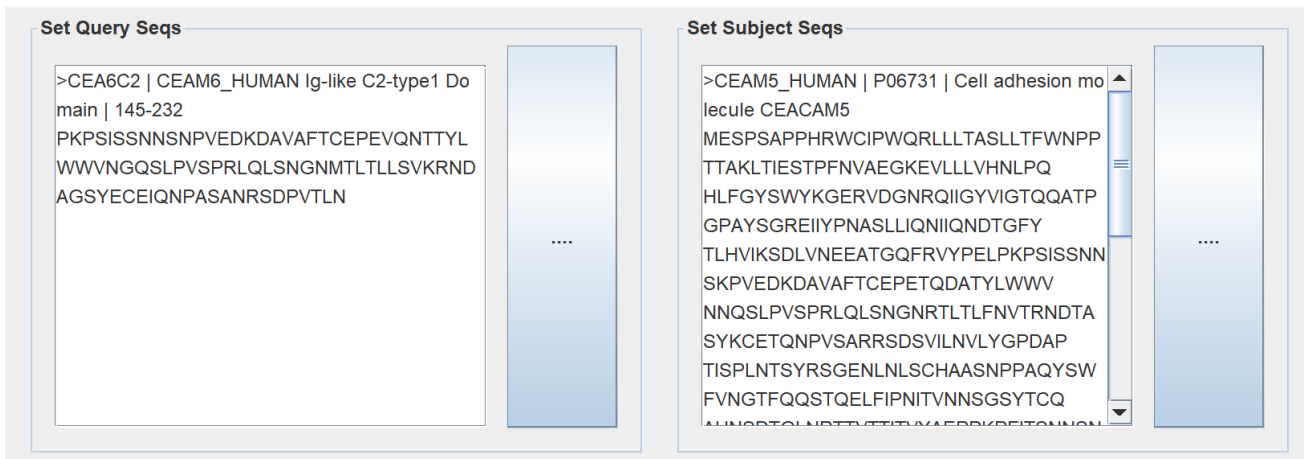 Set Query Seqs
>CEA6C2 | CEAM6_HUMAN Ig-like C2-type1 Do
main | 145-232
PKPSISSNNSNPVEDKDAVAFTCEPEVQNTTYL
WWVNGQSLPVSPRLQLSNGNMTLTLLSVKRND
AGSYECEIQNPASANRSDPVTLN
....
Set Subject Seqs
>CEAM5_HUMAN | P06731 | Cell adhesion mo
lecule CEACAM5
MESPSAPPHRWCIPWQRLLLTASLLTFWNPP
TTAKLTIESTPFNVAEGKEVLLLVHNLPQ
HLFGYSWYKGERVDGNRQIIGYVIGTQQATP
GPAYSGREIIYPNASLLIQNIIQNDTGFY
TLHVIKSDLVNEEATGQFRVYPELPKPSISSNN
SKPVEDKDAVAFTCEPETQDATYLWWV
NNQSLPVSPRLQLSNGNRTLTLFNVTRNDTA
SYKCETQNPVSARRSDSVILNVLYGPDAP
TISPLNTSYRSGENLNLSCHAASNPPAQYSW
FVNGTFQQSTQELFIPNITVNNSGSYTCQ
....